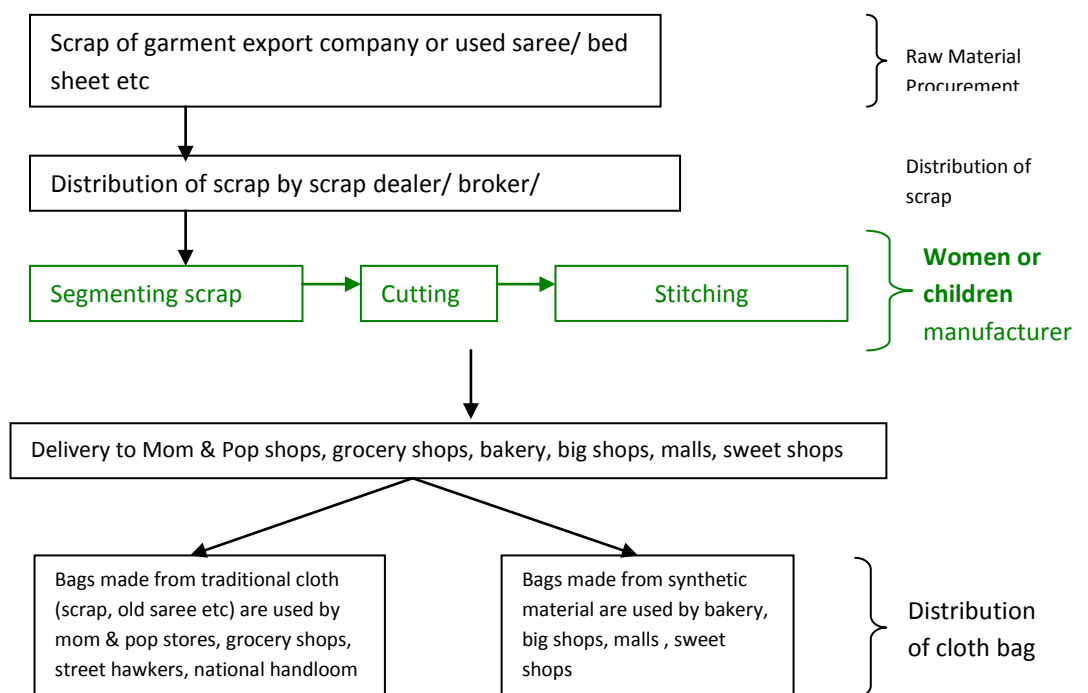 Scrap of garment export company or used saree/ bed
sheet etc
Raw Material
Procurement
Distribution of scrap by scrap dealer/ broker/
Distribution of
scrap
Segmenting scrap
Cutting
Stitching
Women or
children
manufacturer
Delivery to Mom & Pop shops, grocery shops, bakery, big shops, malls, sweet shops
Bags made from traditional cloth
(scrap, old saree etc) are used by
mom & pop stores, grocery shops,
street hawkers, national handloom
Bags made from synthetic
material are used by bakery,
big shops, malls , sweet
shops
Distribution
of cloth bag